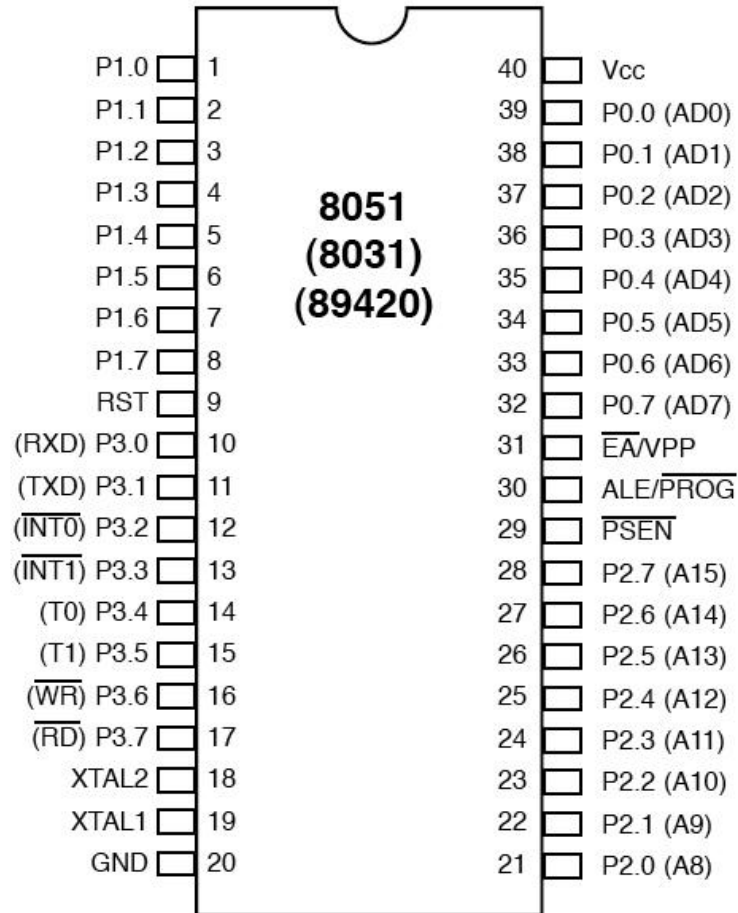 P1.0 1 40 Vcc
P1.1 2 39 P0.0 (AD0)
P1.2 3 38 P0.1 (AD1)
P1.3 4 37 P0.2 (AD2)
P1.4 5 36 P0.3 (AD3)
P1.5 6 35 P0.4 (AD4)
P1.6 7 34 P0.5 (AD5)
P1.7 8 33 P0.6 (AD6)
RST 9 32 P0.7 (AD7)
(RXD) P3.0 10 31 E̅A̅/VPP
(TXD) P3.1 11 30 ALE/P̅R̅O̅G̅
(I̅N̅T̅0̅) P3.2 12 29 P̅S̅E̅N̅
(I̅N̅T̅1̅) P3.3 13 28 P2.7 (A15)
(T0) P3.4 14 27 P2.6 (A14)
(T1) P3.5 15 26 P2.5 (A13)
(W̅R̅) P3.6 16 25 P2.4 (A12)
(R̅D̅) P3.7 17 24 P2.3 (A11)
XTAL2 18 23 P2.2 (A10)
XTAL1 19 22 P2.1 (A9)
GND 20 21 P2.0 (A8)
8051
(8031)
(89420)